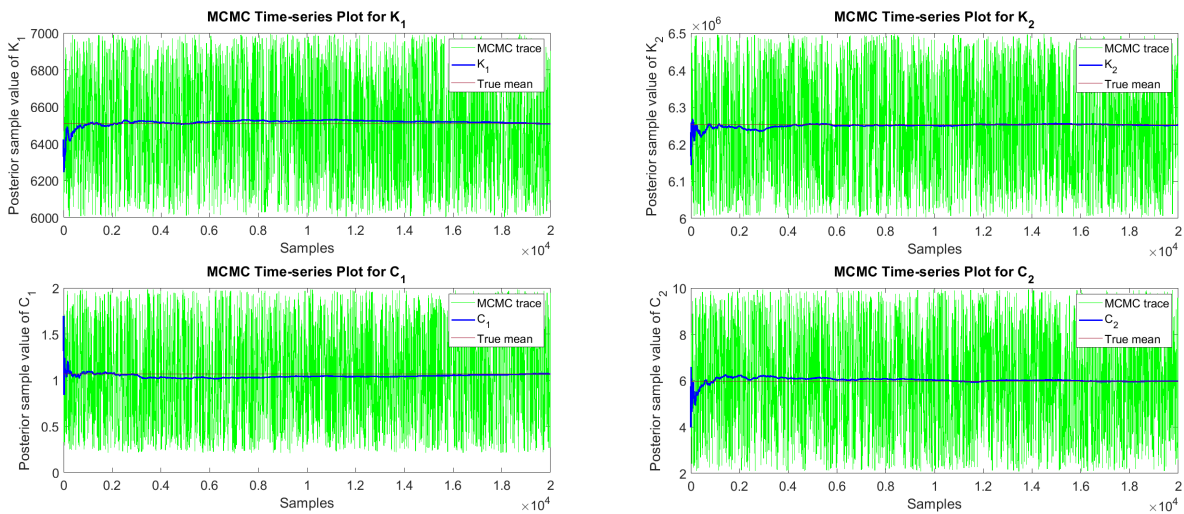 MCMC Time-series Plot for K1
Posterior sample value of K1
7000
6800
6600
6400
6200
6000
MCMC trace
K1
True mean
0 0.2 0.4 0.6 0.8 1 1.2 1.4 1.6 1.8 2
Samples
×10^4
MCMC Time-series Plot for K2
×10^6
Posterior sample value of K2
6.5
6.4
6.3
6.2
6.1
6
MCMC trace
K2
True mean
0 0.2 0.4 0.6 0.8 1 1.2 1.4 1.6 1.8 2
Samples
×10^4
MCMC Time-series Plot for C1
Posterior sample value of C1
2
1.5
1
0.5
0
MCMC trace
C1
True mean
0 0.2 0.4 0.6 0.8 1 1.2 1.4 1.6 1.8 2
Samples
×10^4
MCMC Time-series Plot for C2
Posterior sample value of C2
10
8
6
4
2
MCMC trace
C2
True mean
0 0.2 0.4 0.6 0.8 1 1.2 1.4 1.6 1.8 2
Samples
×10^4